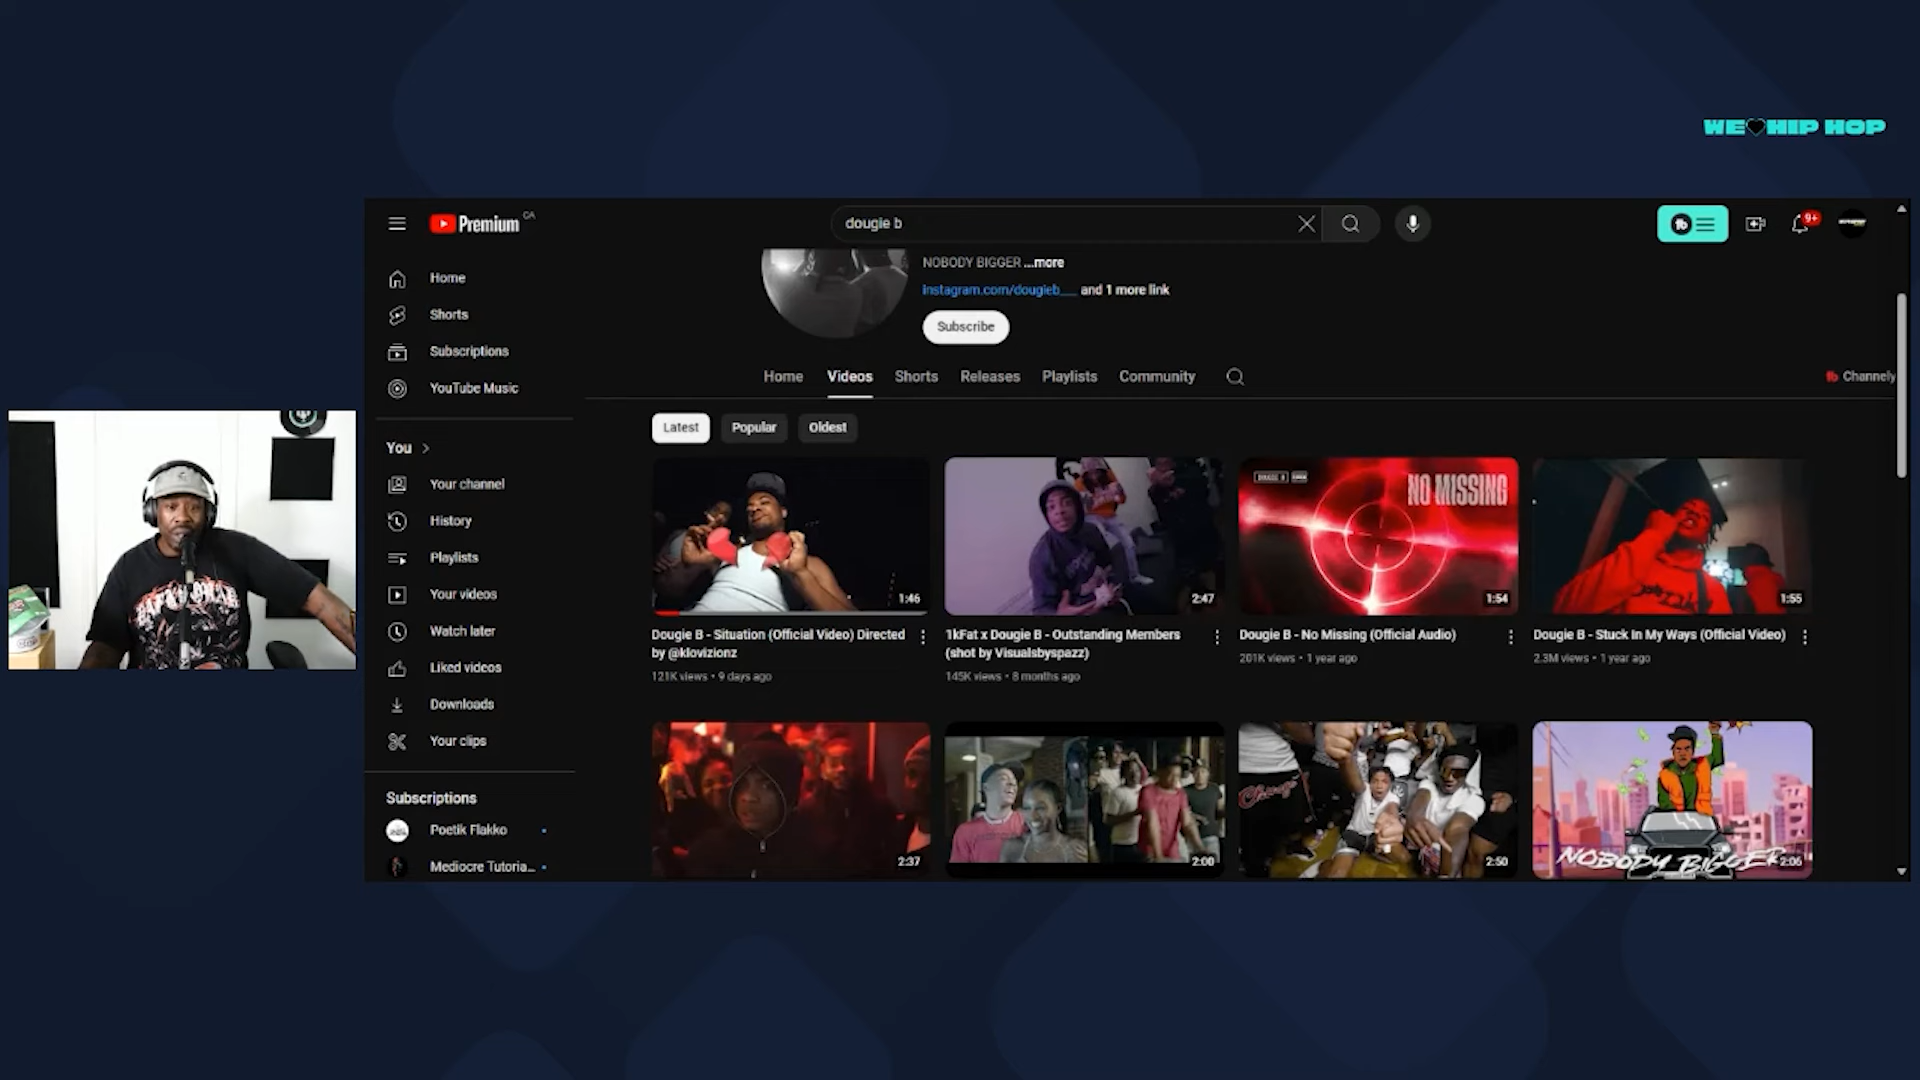 WE HIP HOP
Premium CA
dougie b
9+
NOBODY BIGGER ...more
instagram.com/dougieb___ and 1 more link
Subscribe
Home
Shorts
Subscriptions
YouTube Music
You
Your channel
History
Playlists
Your videos
Watch later
Liked videos
Downloads
Your clips
Subscriptions
Poetik Flakko
Mediocre Tutoria...
Home Videos Shorts Releases Playlists Community
Channely
Latest Popular Oldest
1:46
Dougie B - Situation (Official Video) Directed
by @klovizionz
121K views • 9 days ago
2:47
1kFat x Dougie B - Outstanding Members
(shot by Visualsbyspazz)
145K views • 8 months ago
DOUGIE B
NO MISSING
1:54
Dougie B - No Missing (Official Audio)
201K views • 1 year ago
1:55
Dougie B - Stuck In My Ways (Official Video)
2.3M views • 1 year ago
2:37
2:00
2:50
NOBODY BIGGER
2:06